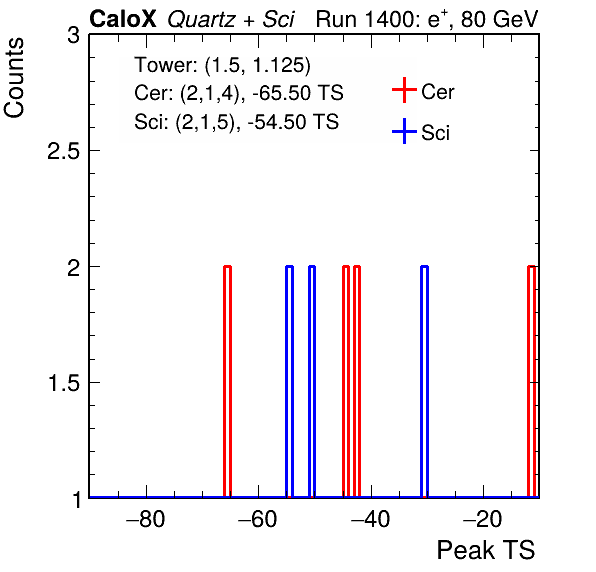 CaloX Quartz + Sci Run 1400: e+, 80 GeV
Counts
Tower: (1.5, 1.125)
Cer: (2,1,4), -65.50 TS
Sci: (2,1,5), -54.50 TS
Cer
Sci
3
2.5
2
1.5
1
−80 −60 −40 −20
Peak TS